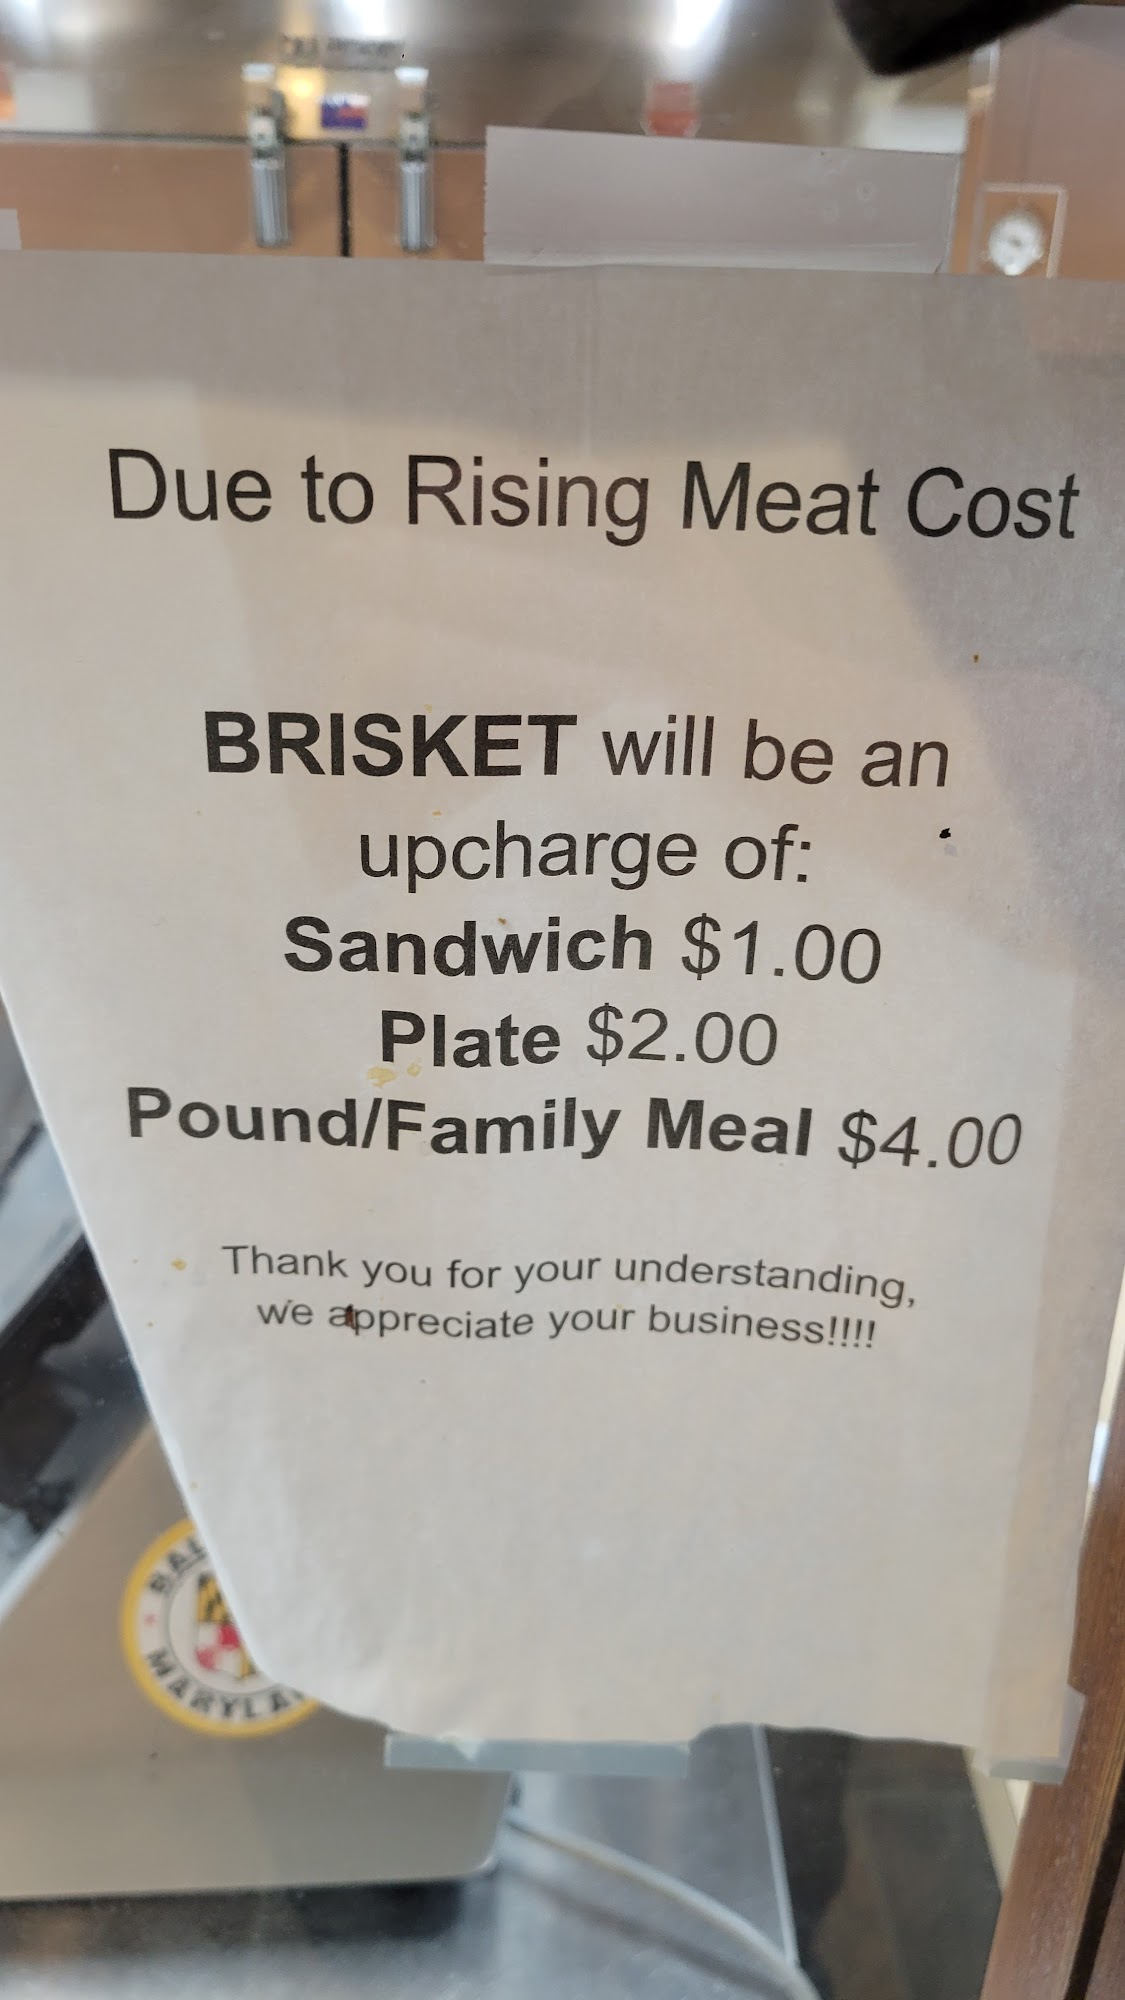 Due to Rising Meat Cost
BRISKET will be an
upcharge of:
Sandwich $1.00
Plate $2.00
Pound/Family Meal $4.00
Thank you for your understanding,
we appreciate your business!!!!